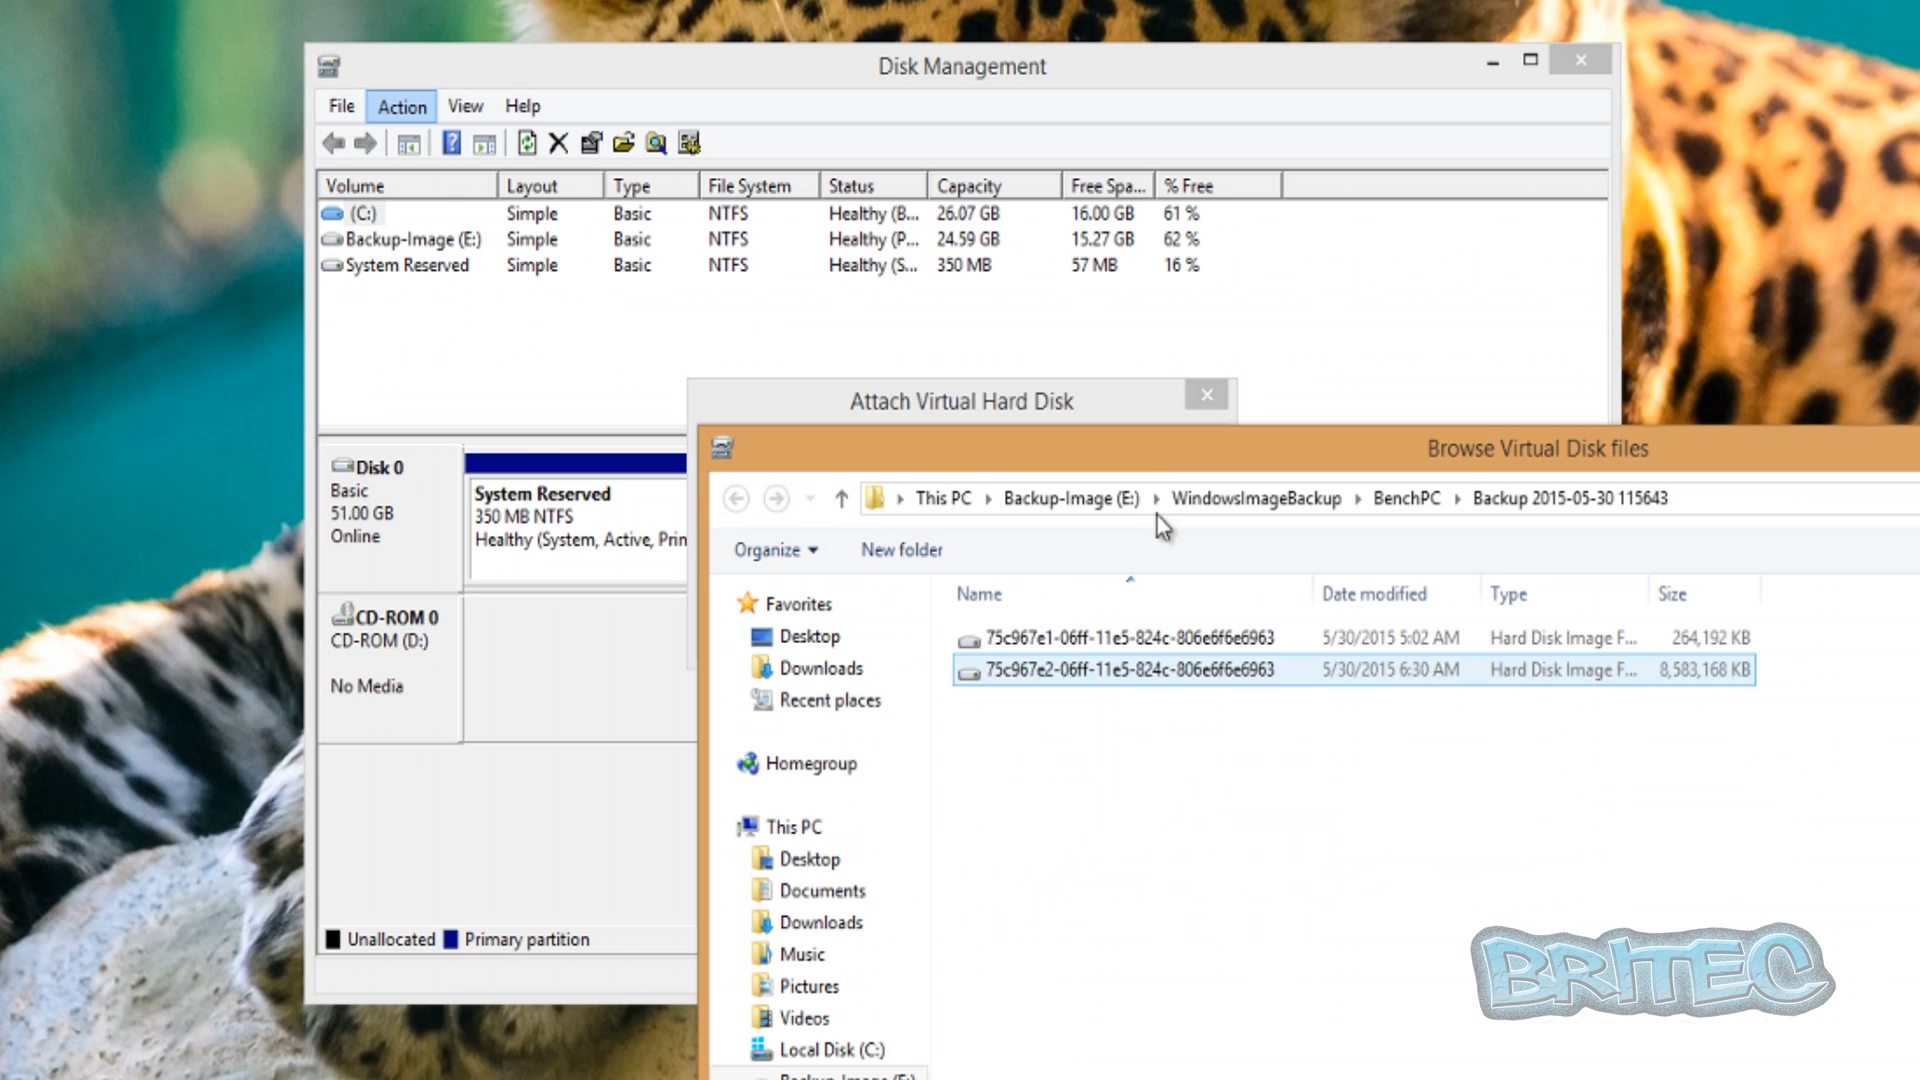 Disk Management
File Action View Help
Volume Layout Type File System Status Capacity Free Spa... % Free
(C:) Simple Basic NTFS Healthy (B... 26.07 GB 16.00 GB 61 %
Backup-Image (E:) Simple Basic NTFS Healthy (P... 24.59 GB 15.27 GB 62 %
System Reserved Simple Basic NTFS Healthy (S... 350 MB 57 MB 16 %
Disk 0
Basic
51.00 GB
Online
System Reserved
350 MB NTFS
Healthy (System, Active, Prin
CD-ROM 0
CD-ROM (D:)
No Media
Unallocated Primary partition
Attach Virtual Hard Disk
Browse Virtual Disk files
This PC Backup-Image (E:) WindowsImageBackup BenchPC Backup 2015-05-30 115643
Organize New folder
Name Date modified Type Size
75c967e1-06ff-11e5-824c-806e6f6e6963 5/30/2015 5:02 AM Hard Disk Image F... 264,192 KB
75c967e2-06ff-11e5-824c-806e6f6e6963 5/30/2015 6:30 AM Hard Disk Image F... 8,583,168 KB
Favorites
Desktop
Downloads
Recent places
Homegroup
This PC
Desktop
Documents
Downloads
Music
Pictures
Videos
Local Disk (C:)
Backup-Image (E:)
BRITEC